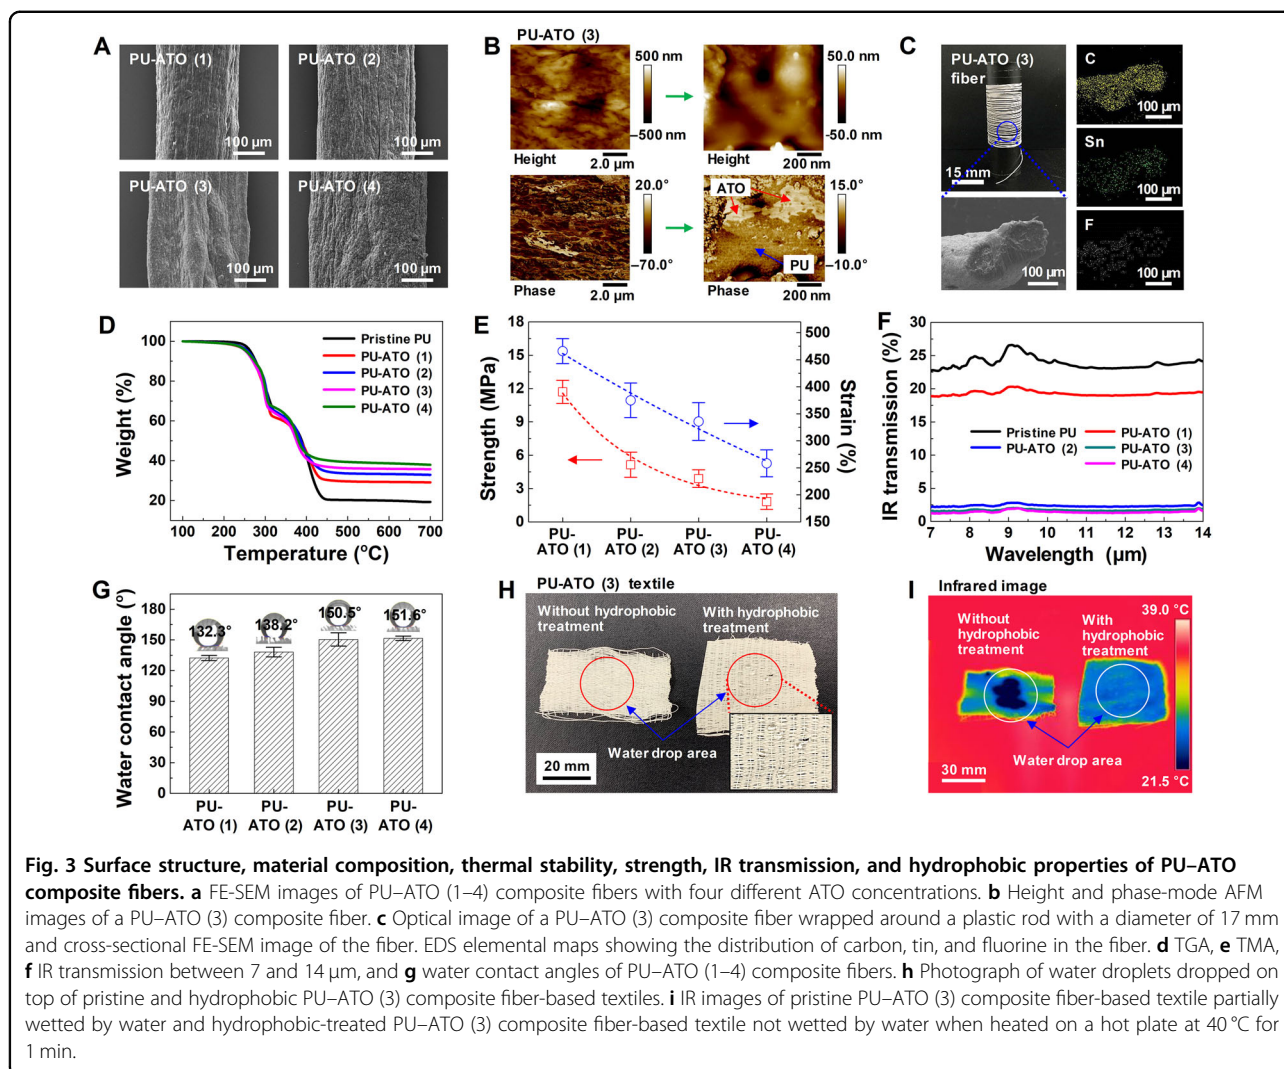 A
PU-ATO (1)
100 µm
PU-ATO (2)
100 µm
PU-ATO (3)
100 µm
PU-ATO (4)
100 µm
B
PU-ATO (3)
500 nm
−500 nm
Height
2.0 µm
50.0 nm
-50.0 nm
Height
200 nm
20.0°
−70.0°
Phase
2.0 µm
ATO
PU
15.0°
−10.0°
Phase
200 nm
C
PU-ATO (3)
fiber
15 mm
100 µm
C
100 µm
Sn
100 µm
F
100 µm
D
Weight (%)
100
80
60
40
20
100 200 300 400 500 600 700
Temperature (°C)
Pristine PU
PU-ATO (1)
PU-ATO (2)
PU-ATO (3)
PU-ATO (4)
E
Strength (MPa)
18
15
12
9
6
3
0
500
450
400
350
300
250
200
150
Strain (%)
PU-
ATO (1)
PU-
ATO (2)
PU-
ATO (3)
PU-
ATO (4)
F
IR transmission (%)
30
25
20
15
10
5
0
7 8 9 10 11 12 13 14
Wavelength (µm)
Pristine PU
PU-ATO (1)
PU-ATO (2)
PU-ATO (3)
PU-ATO (4)
G
Water contact angle (°)
180
150
120
90
60
30
0
132.3°
138.2°
150.5°
151.6°
PU-
ATO (1)
PU-
ATO (2)
PU-
ATO (3)
PU-
ATO (4)
H
PU-ATO (3) textile
Without hydrophobic
treatment
With hydrophobic
treatment
Water drop area
20 mm
I
Infrared image
Without
hydrophobic
treatment
With
hydrophobic
treatment
Water drop area
30 mm
39.0 °C
21.5 °C
Fig. 3 Surface structure, material composition, thermal stability, strength, IR transmission, and hydrophobic properties of PU–ATO
composite fibers. a FE-SEM images of PU–ATO (1–4) composite fibers with four different ATO concentrations. b Height and phase-mode AFM
images of a PU–ATO (3) composite fiber. c Optical image of a PU–ATO (3) composite fiber wrapped around a plastic rod with a diameter of 17 mm
and cross-sectional FE-SEM image of the fiber. EDS elemental maps showing the distribution of carbon, tin, and fluorine in the fiber. d TGA, e TMA,
f IR transmission between 7 and 14 µm, and g water contact angles of PU–ATO (1–4) composite fibers. h Photograph of water droplets dropped on
top of pristine and hydrophobic PU–ATO (3) composite fiber-based textiles. i IR images of pristine PU–ATO (3) composite fiber-based textile partially
wetted by water and hydrophobic-treated PU–ATO (3) composite fiber-based textile not wetted by water when heated on a hot plate at 40 °C for
1 min.